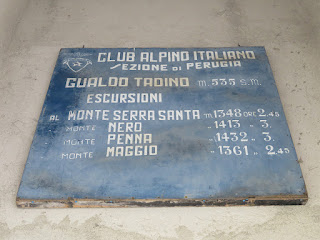 CLUB ALPINO ITALIANO
SEZIONE DI PERUGIA
GUALDO TADINO m. 535 S.M.
ESCURSIONI
AL MONTE SERRA SANTA m. 1348 ORE 2.45
MONTE NERO " 1413 " 3.
MONTE PENNA " 1432 " 3.
MONTE MAGGIO " 1361 " 2.45